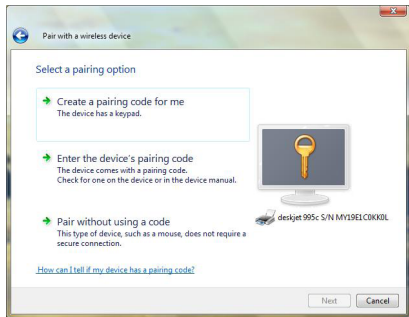 Pair with a wireless device
Select a pairing option
Create a pairing code for me
The device has a keypad.
Enter the device's pairing code
The device comes with a pairing code.
Check for one on the device or in the device manual.
Pair without using a code
This type of device, such as a mouse, does not require a
secure connection.
deskjet 995c S/N MY19E1C0KK0L
How can I tell if my device has a pairing code?
Next
Cancel